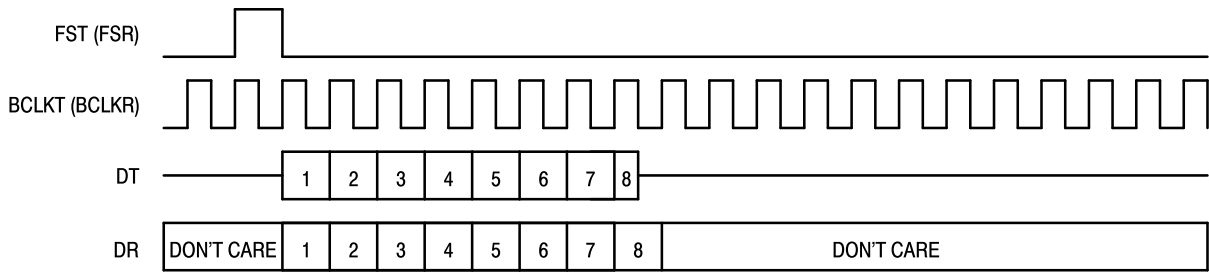 FST (FSR)
BCLKT (BCLKR)
DT 1 2 3 4 5 6 7 8
DR DON'T CARE 1 2 3 4 5 6 7 8 DON'T CARE